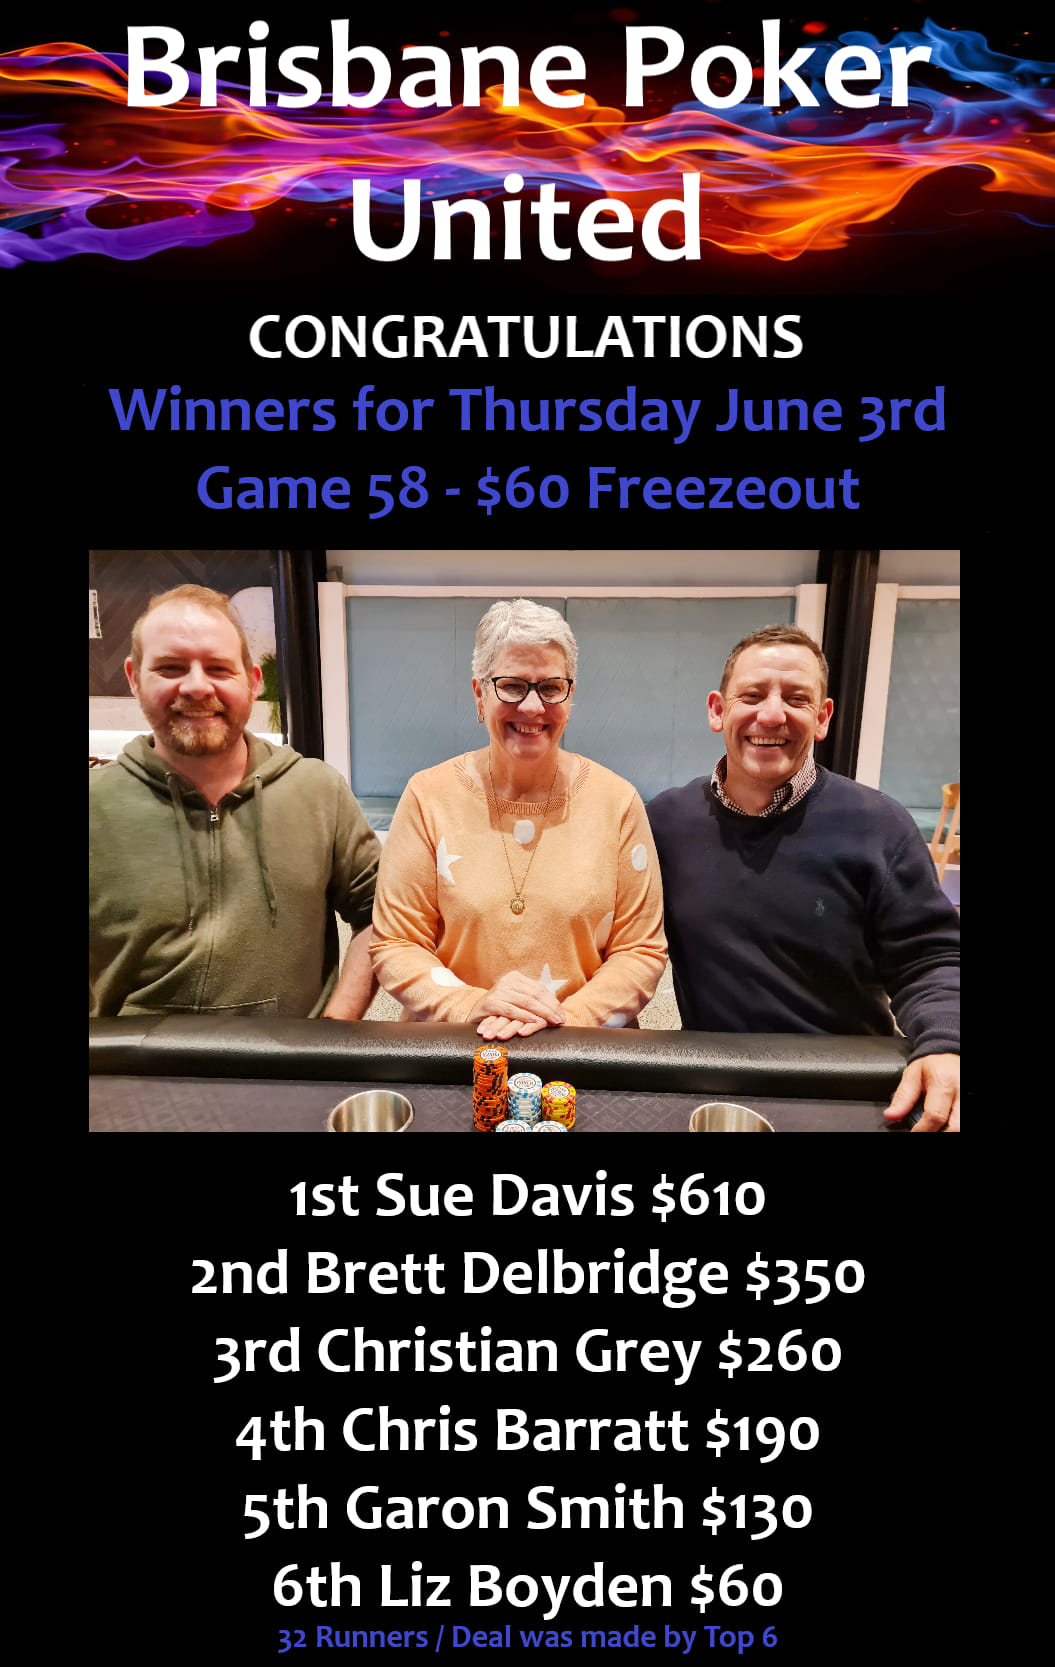 Brisbane Poker
United
CONGRATULATIONS
Winners for Thursday June 3rd
Game 58 - $60 Freezeout
1st Sue Davis $610
2nd Brett Delbridge $350
3rd Christian Grey $260
4th Chris Barratt $190
5th Garon Smith $130
6th Liz Boyden $60
32 Runners / Deal was made by Top 6